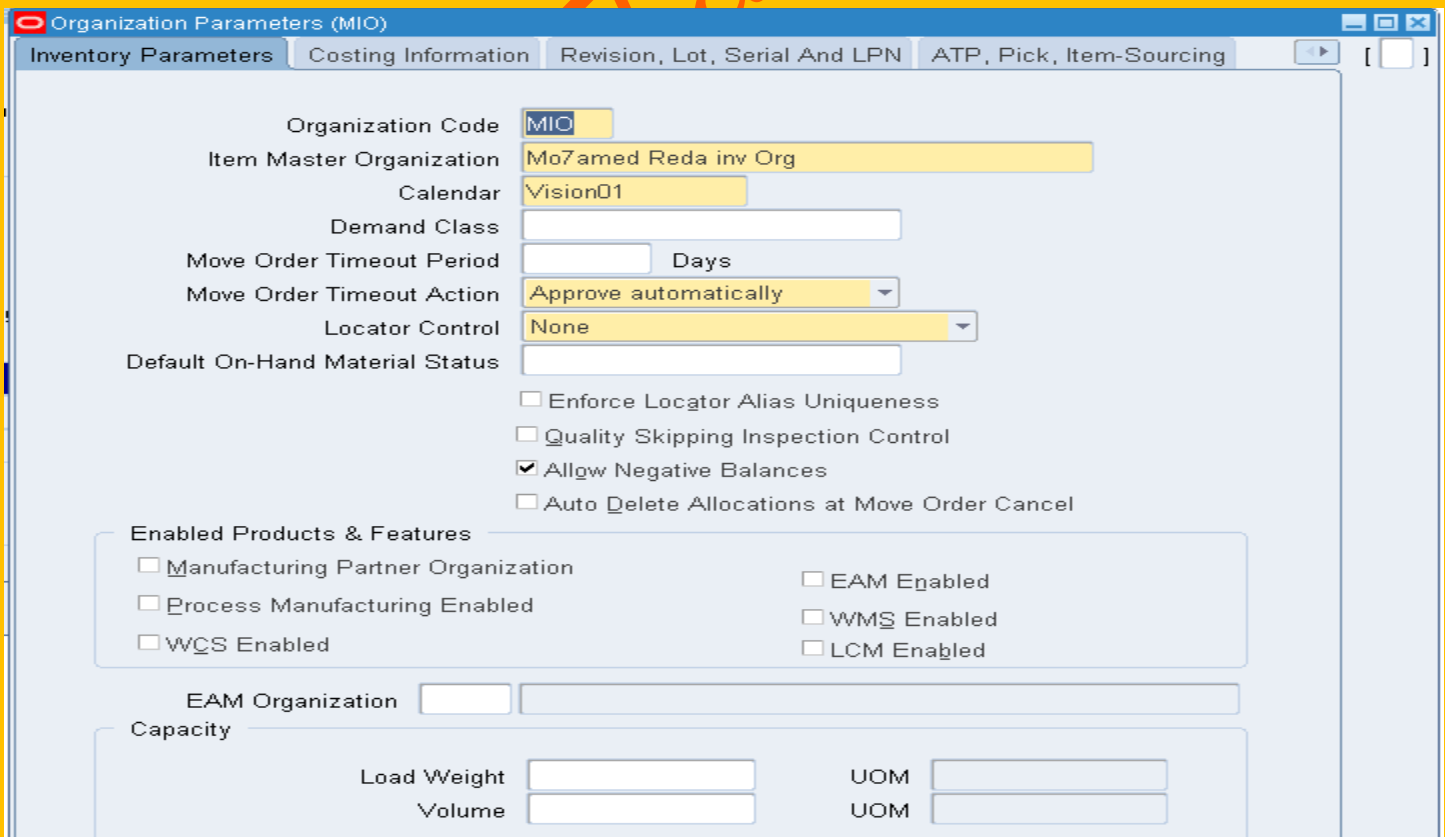 Organization Parameters (MIO)
Inventory Parameters Costing Information Revision, Lot, Serial And LPN ATP, Pick, Item-Sourcing [ ]
Organization Code MIO
Item Master Organization Mo7amed Reda inv Org
Calendar Vision01
Demand Class
Move Order Timeout Period Days
Move Order Timeout Action Approve automatically
Locator Control None
Default On-Hand Material Status
Enforce Locator Alias Uniqueness
Quality Skipping Inspection Control
Allow Negative Balances
Auto Delete Allocations at Move Order Cancel
Enabled Products & Features
Manufacturing Partner Organization
EAM Enabled
Process Manufacturing Enabled
WMS Enabled
WCS Enabled
LCM Enabled
EAM Organization
Capacity
Load Weight UOM
Volume UOM